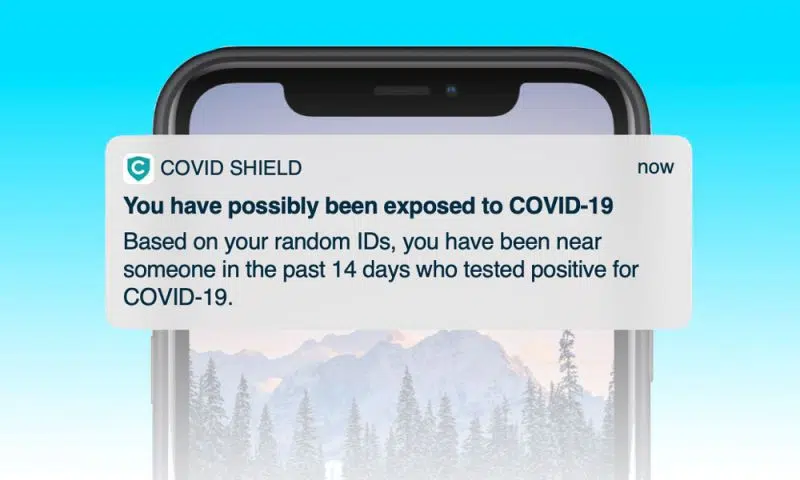 COVID SHIELD
now
You have possibly been exposed to COVID-19
Based on your random IDs, you have been near
someone in the past 14 days who tested positive for
COVID-19.